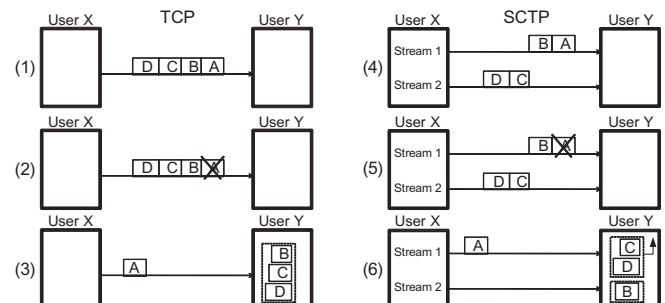 TCP
User X User Y
(1) D C B A
User X User Y
(2) D C B A
User X User Y
(3) A B C D
SCTP
User X User Y
(4) Stream 1 B A
Stream 2 D C
User X User Y
(5) Stream 1 B A
Stream 2 D C
User X User Y
(6) Stream 1 A C D
Stream 2 B